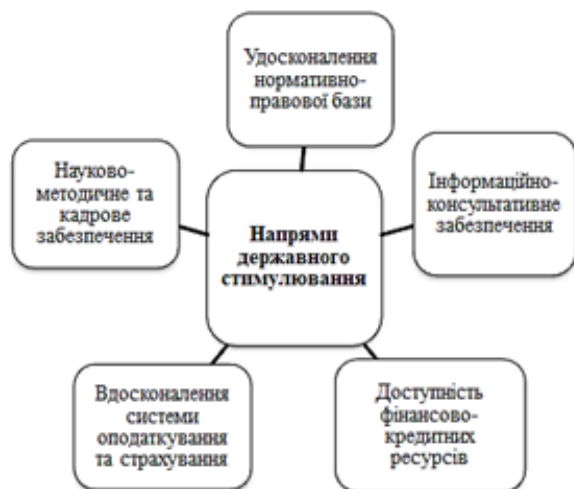 Удосконалення
нормативно-
правової бази
Науково-
методичне та
кадрове
забезпечення
Інформаційно-
консультативне
забезпечення
Напрями
державного
стимулювання
Вдосконалення
системи
оподаткування
та страхування
Доступність
фінансово-
кредитних
ресурсів